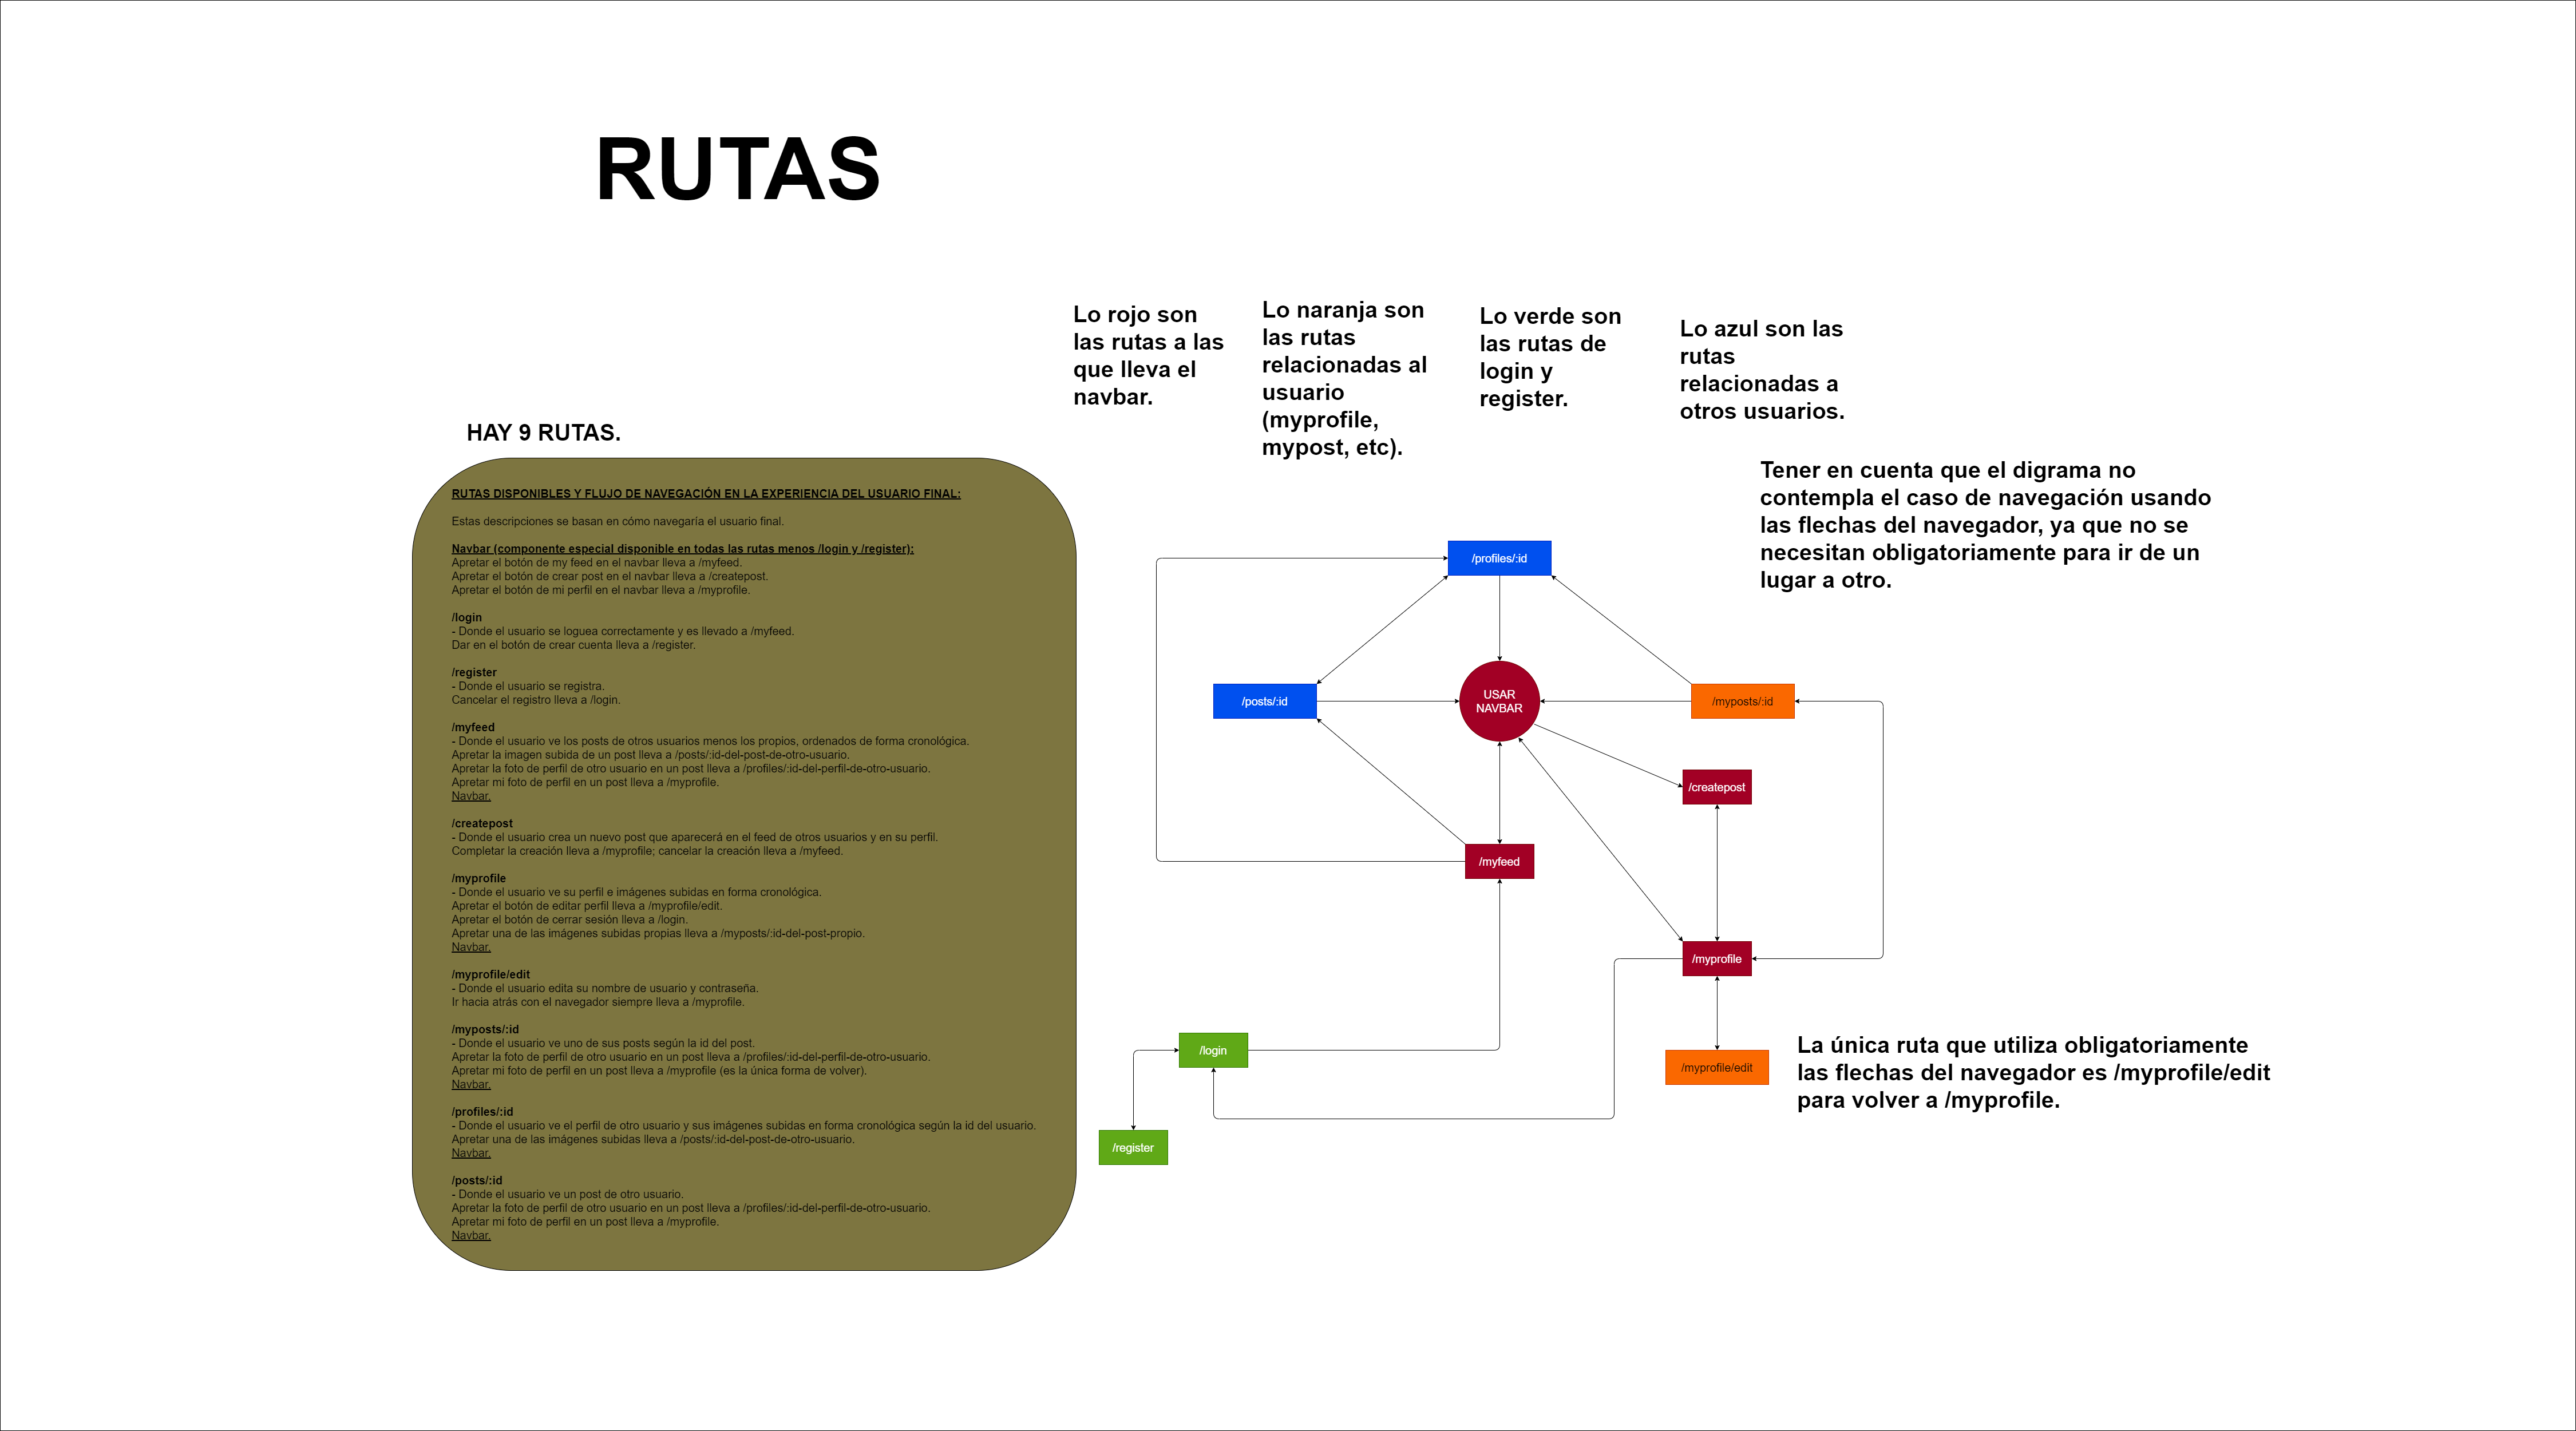 RUTAS
Lo rojo son
las rutas a las
que lleva el
navbar.
Lo naranja son
las rutas
relacionadas al
usuario
(myprofile,
mypost, etc).
Lo verde son
las rutas de
login y
register.
Lo azul son las
rutas
relacionadas a
otros usuarios.
HAY 9 RUTAS.
Tener en cuenta que el digrama no
contempla el caso de navegación usando
las flechas del navegador, ya que no se
necesitan obligatoriamente para ir de un
lugar a otro.
RUTAS DISPONIBLES Y FLUJO DE NAVEGACIÓN EN LA EXPERIENCIA DEL USUARIO FINAL:
Estas descripciones se basan en cómo navegaría el usuario final.
Navbar (componente especial disponible en todas las rutas menos /login y /register):
Apretar el botón de my feed en el navbar lleva a /myfeed.
Apretar el botón de crear post en el navbar lleva a /createpost.
Apretar el botón de mi perfil en el navbar lleva a /myprofile.
/login
- Donde el usuario se loguea correctamente y es llevado a /myfeed.
Dar en el botón de crear cuenta lleva a /register.
/register
- Donde el usuario se registra.
Cancelar el registro lleva a /login.
/myfeed
- Donde el usuario ve los posts de otros usuarios menos los propios, ordenados de forma cronológica.
Apretar la imagen subida de un post lleva a /posts/:id-del-post-de-otro-usuario.
Apretar la foto de perfil de otro usuario en un post lleva a /profiles/:id-del-perfil-de-otro-usuario.
Apretar mi foto de perfil en un post lleva a /myprofile.
Navbar.
/createpost
- Donde el usuario crea un nuevo post que aparecerá en el feed de otros usuarios y en su perfil.
Completar la creación lleva a /myprofile; cancelar la creación lleva a /myfeed.
/myprofile
- Donde el usuario ve su perfil e imágenes subidas en forma cronológica.
Apretar el botón de editar perfil lleva a /myprofile/edit.
Apretar el botón de cerrar sesión lleva a /login.
Apretar una de las imágenes subidas propias lleva a /myposts/:id-del-post-propio.
Navbar.
/myprofile/edit
- Donde el usuario edita su nombre de usuario y contraseña.
Ir hacia atrás con el navegador siempre lleva a /myprofile.
/myposts/:id
- Donde el usuario ve uno de sus posts según la id del post.
Apretar la foto de perfil de otro usuario en un post lleva a /profiles/:id-del-perfil-de-otro-usuario.
Apretar mi foto de perfil en un post lleva a /myprofile (es la única forma de volver).
Navbar.
/profiles/:id
- Donde el usuario ve el perfil de otro usuario y sus imágenes subidas en forma cronológica según la id del usuario.
Apretar una de las imágenes subidas lleva a /posts/:id-del-post-de-otro-usuario.
Navbar.
/posts/:id
- Donde el usuario ve un post de otro usuario.
Apretar la foto de perfil de otro usuario en un post lleva a /profiles/:id-del-perfil-de-otro-usuario.
Apretar mi foto de perfil en un post lleva a /myprofile.
Navbar.
/profiles/:id
/posts/:id
USAR
NAVBAR
/myposts/:id
/createpost
/myfeed
/myprofile
/login
/myprofile/edit
/register
La única ruta que utiliza obligatoriamente
las flechas del navegador es /myprofile/edit
para volver a /myprofile.